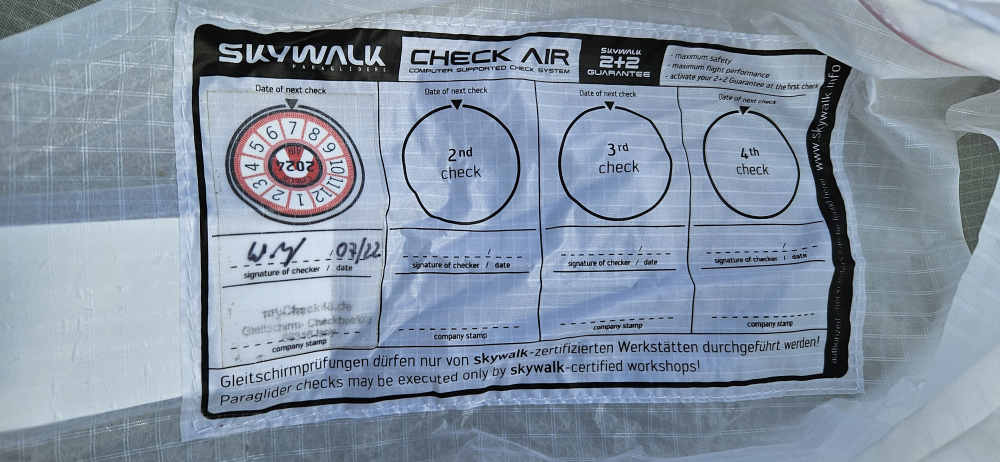 SKYWALK
PARAGLIDERS
CHECK AIR
COMPUTER SUPPORTED CHECK SYSTEM
SKYWALK
2+2
GUARANTEE
- maximum safety
- maximum flight performance
- activate your 2+2 Guarantee at the first check
Date of next check
1 2 3 4 5 6 7 8 9 10 11 12
2024
03/22
signature of checker / date
myCheck48.de
Gleitschirm- Checkbetrieb
company stamp
Date of next check
2nd
check
signature of checker / date
company stamp
Date of next check
3rd
check
signature of checker / date
company stamp
Date of next check
4th
check
signature of checker / date
company stamp
www.skywalk.info
Gleitschirmprüfungen dürfen nur von skywalk-zertifizierten Werkstätten durchgeführt werden!
Paraglider checks may be executed only by skywalk-certified workshops!